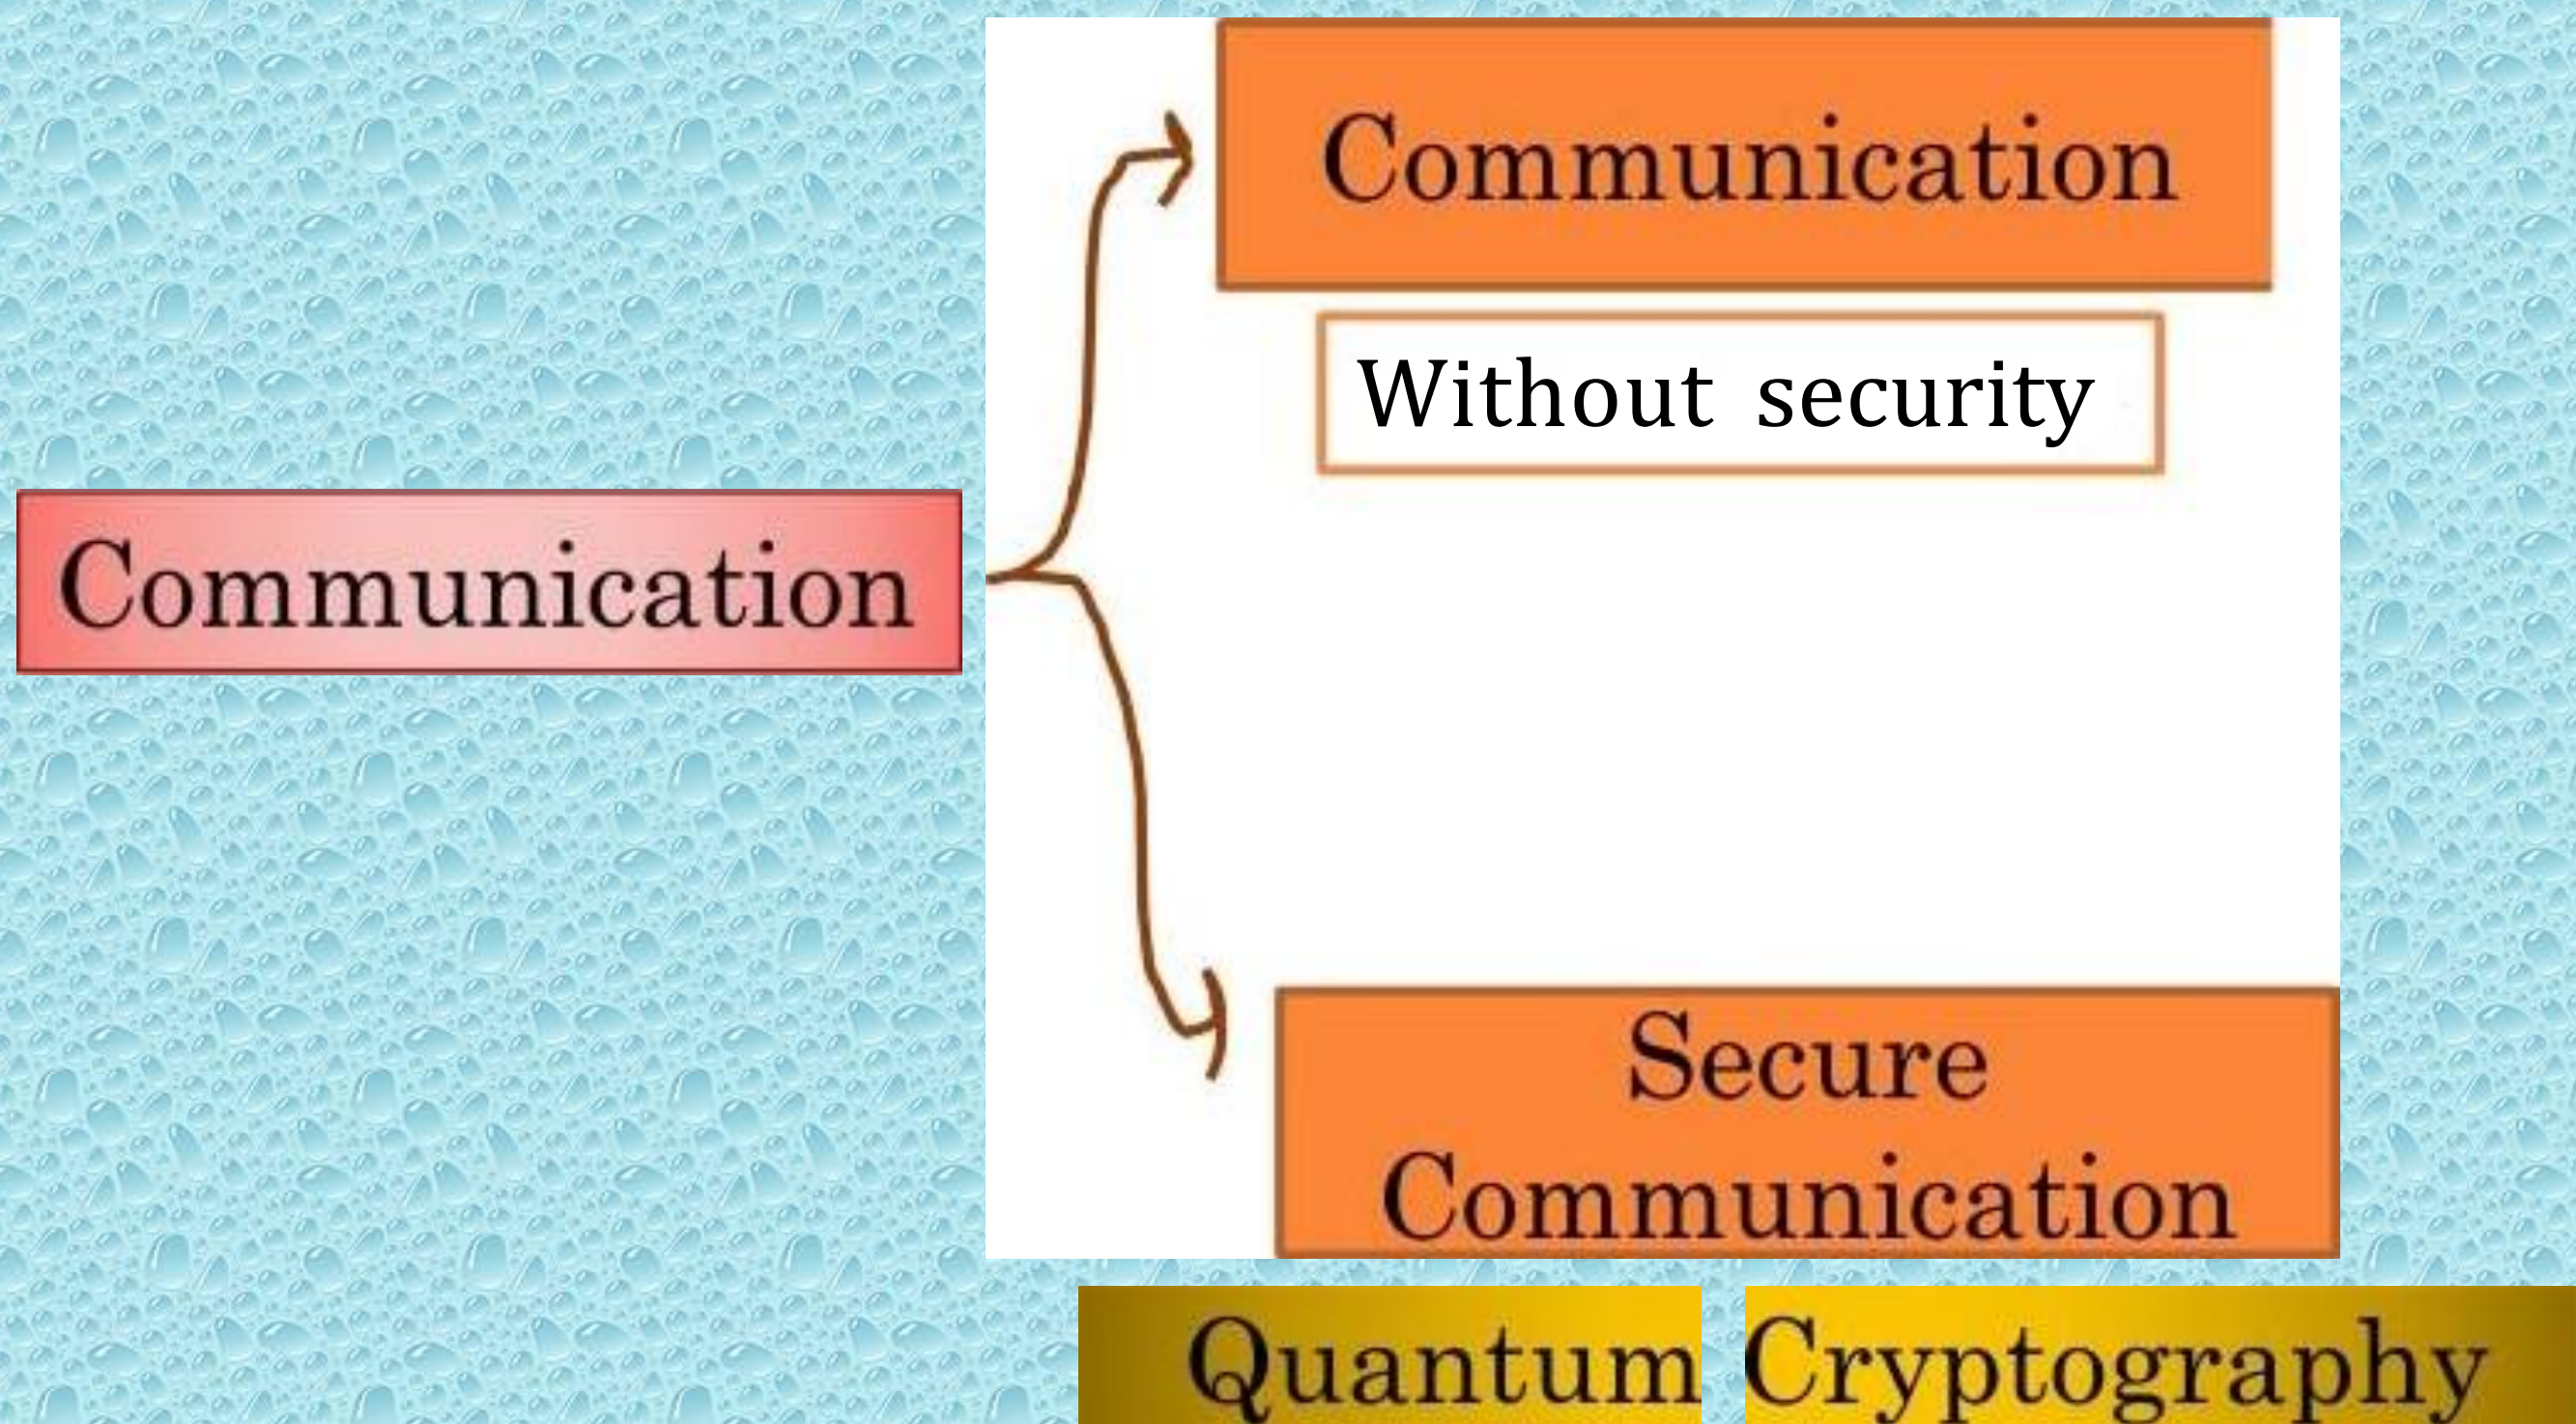 Communication
Communication
Without security
Secure
Communication
Quantum Cryptography